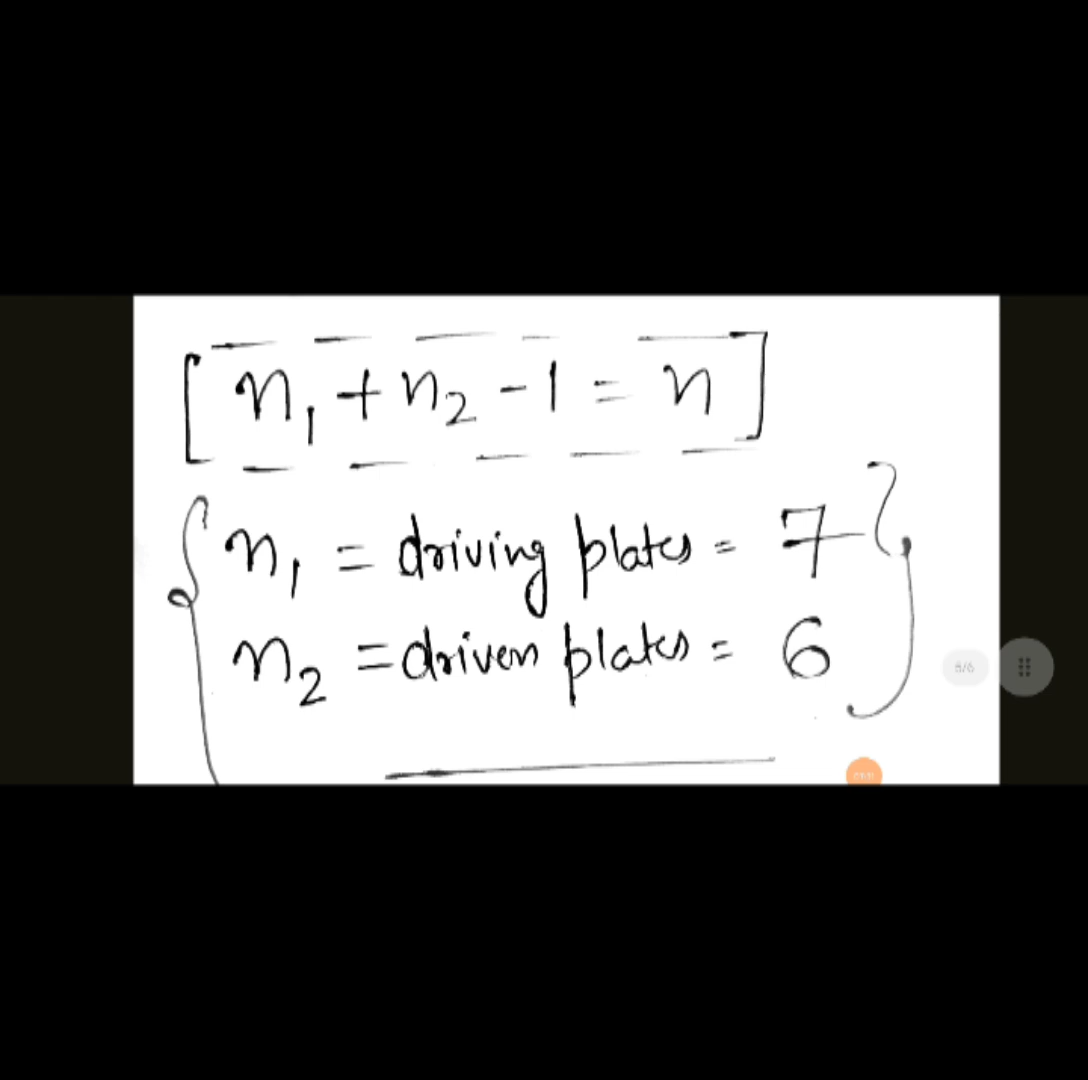 [n₁ + n₂ - 1 = n]
{n₁ = driving plates = 7}
n₂ = driven plates = 6